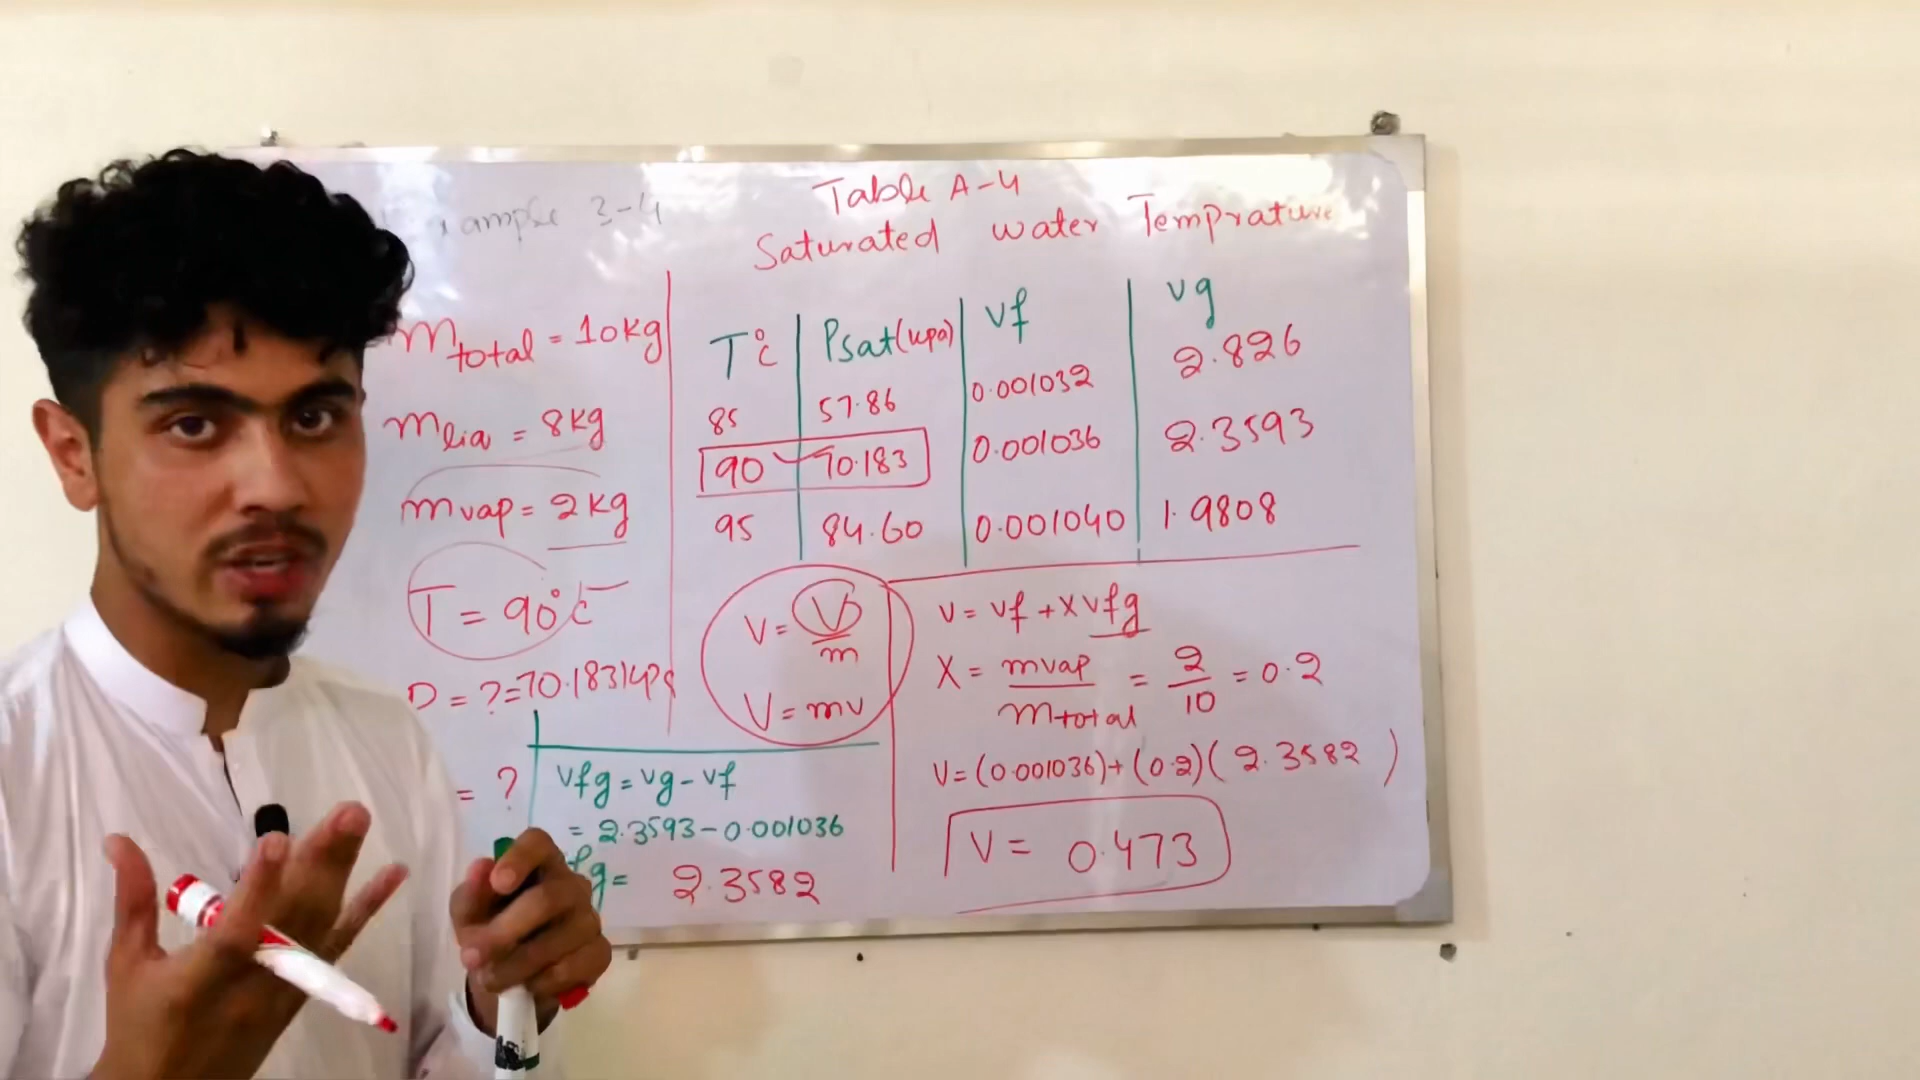 Example 3-4
Table A-4
Saturated water Temprature
m total = 10kg
m liq = 8kg
m vap = 2kg
T = 90°C
P = ? = 70.183kpa
= ?
T°C Psat(kpa) vf vg
85 57.86 0.001032 2.826
90 70.183 0.001036 2.3593
95 84.60 0.001040 1.9808
v = V/m
V = mv
vfg = vg - vf
= 2.3593 - 0.001036
fg = 2.3582
v = vf + x vfg
x = mvap/mtotal = 2/10 = 0.2
v = (0.001036) + (0.2)(2.3582)
v = 0.473